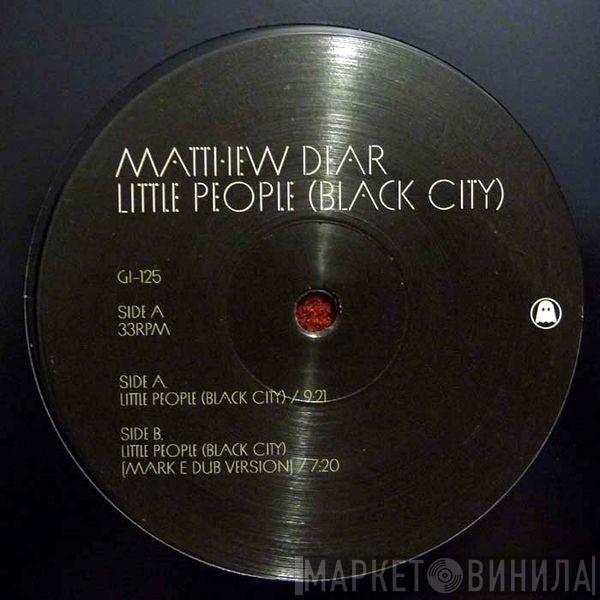 MATTHEW DEAR
LITTLE PEOPLE (BLACK CITY)
GI-125
SIDE A
33RPM
SIDE A.
LITTLE PEOPLE (BLACK CITY) / 9:21
SIDE B.
LITTLE PEOPLE (BLACK CITY)
[MARK E DUB VERSION] / 7:20
МАРКЕТ ВИНИЛА